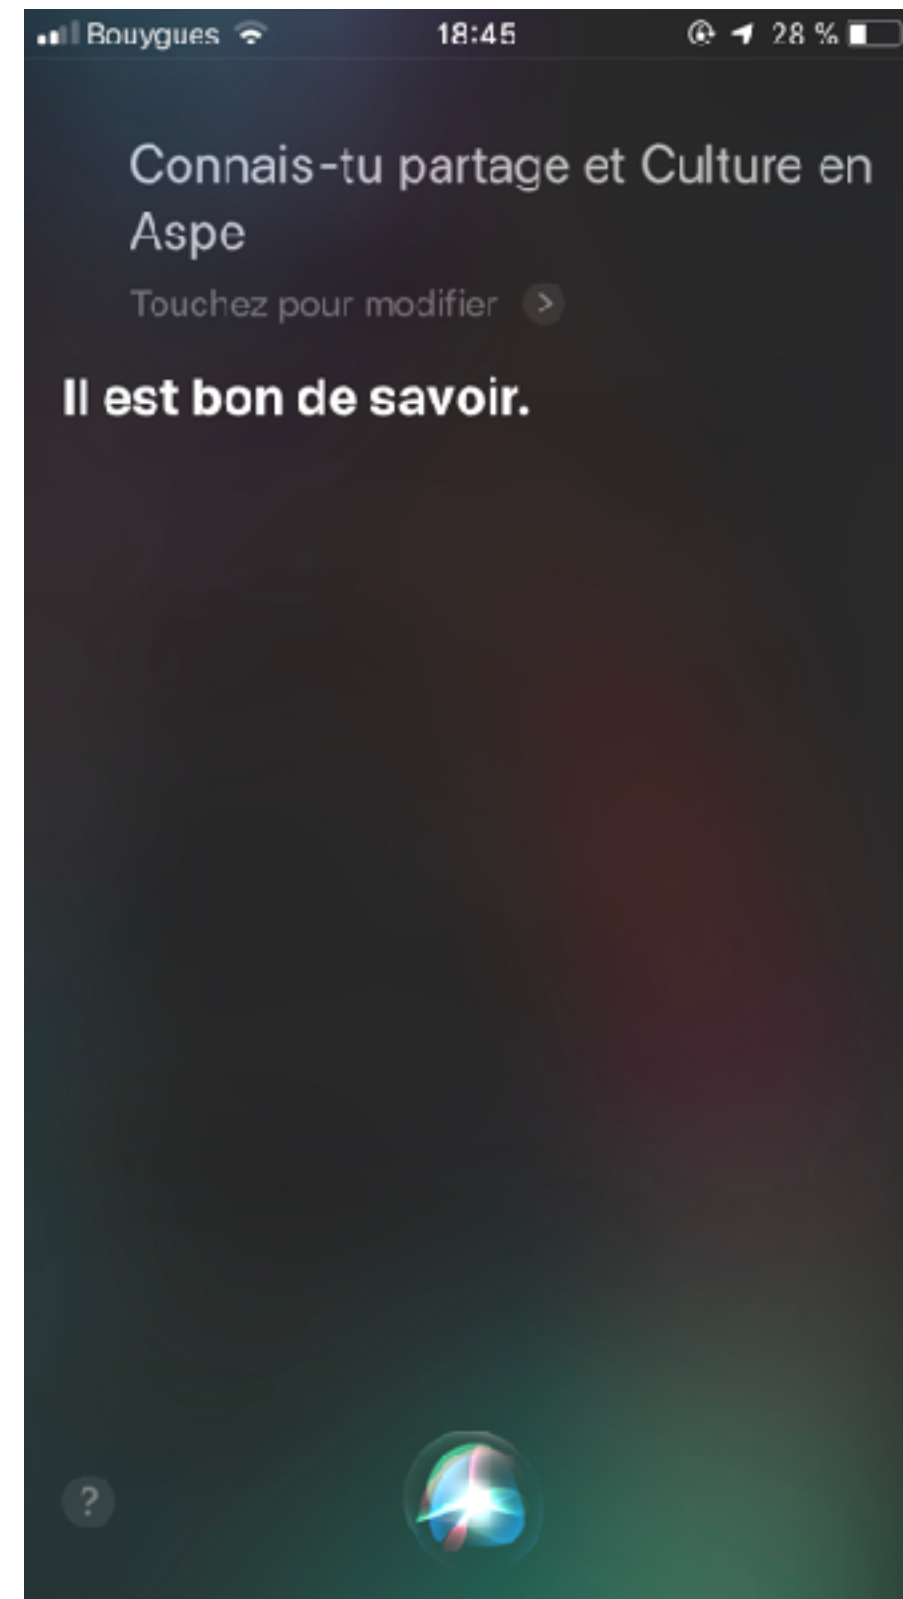 Bouygues 18:45 28 %
Connais-tu partage et Culture en
Aspe
Touchez pour modifier >
Il est bon de savoir.
?